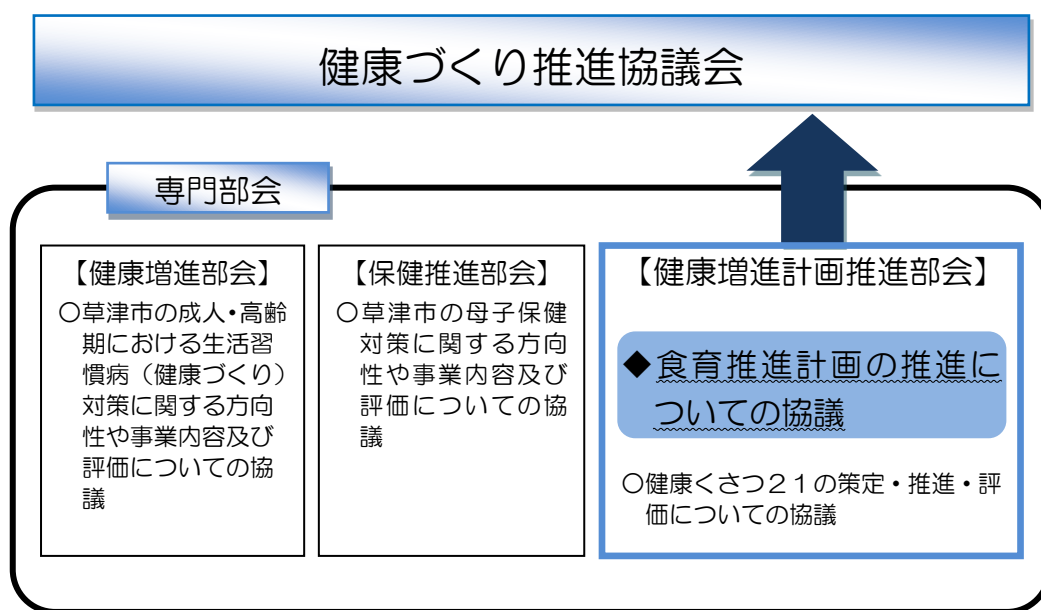 健康づくり推進協議会
専門部会
【健康増進部会】
○草津市の成人・高齢
期における生活習
慣病（健康づくり）
対策に関する方向
性や事業内容及び
評価についての協
議
【保健推進部会】
○草津市の母子保健
対策に関する方向
性や事業内容及び
評価についての協
議
【健康増進計画推進部会】
◆食育推進計画の推進に
ついての協議
○健康くさつ２１の策定・推進・評
価についての協議